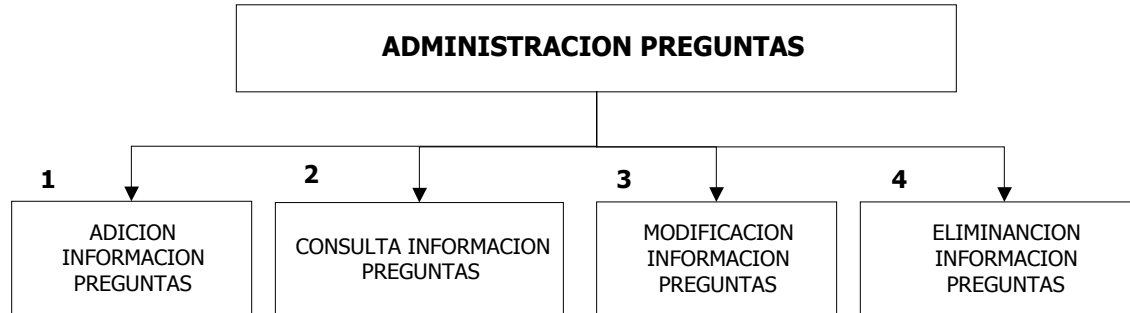 ADMINISTRACION PREGUNTAS
1
2
3
4
ADICION
INFORMACION
PREGUNTAS
CONSULTA INFORMACION
PREGUNTAS
MODIFICACION
INFORMACION
PREGUNTAS
ELIMINANCION
INFORMACION
PREGUNTAS